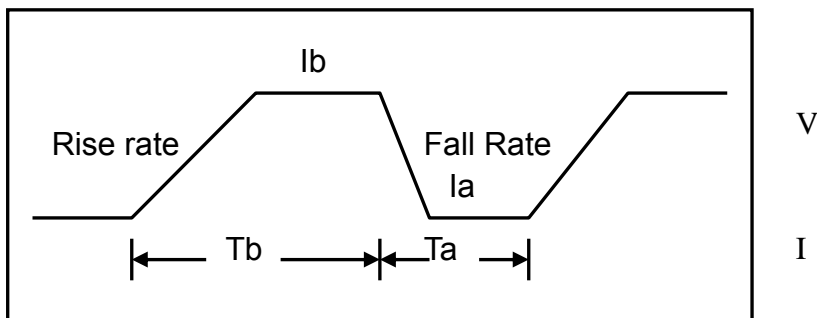 Ib
V
Rise rate
Fall Rate
Ia
Tb
Ta
I